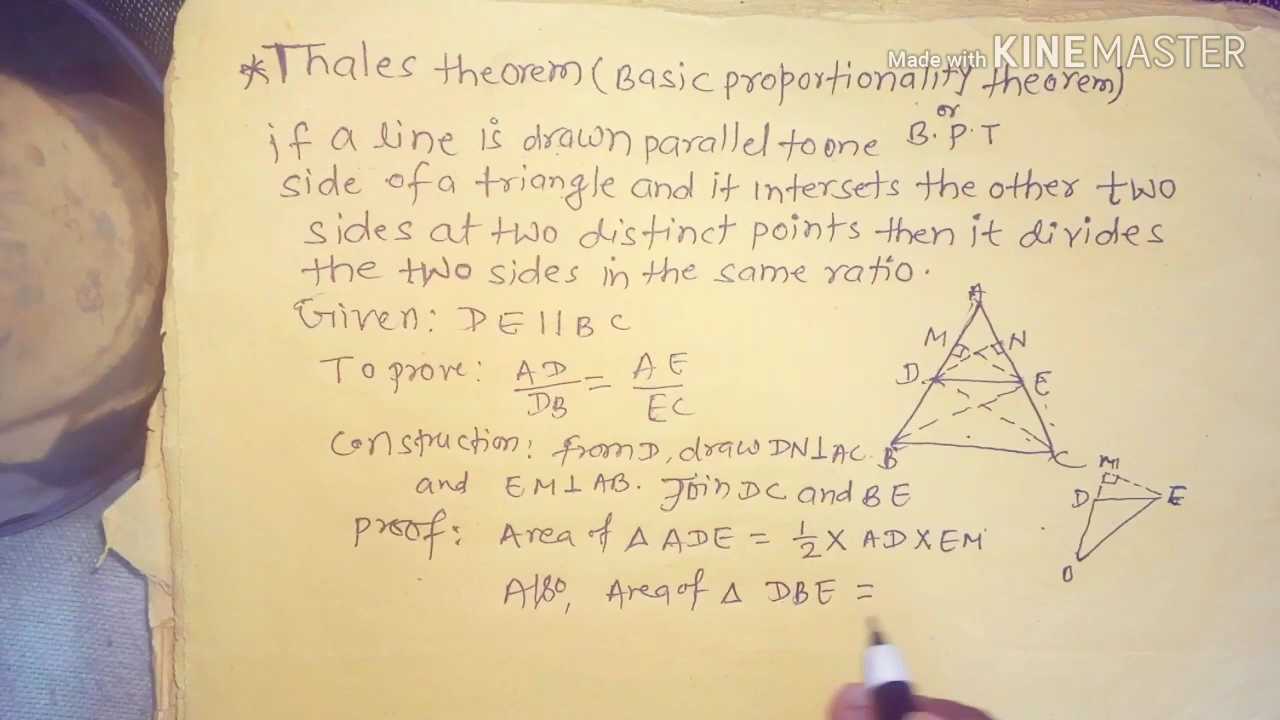 Made with KINEMASTER
*Thales theorem (Basic proportionality theorem)
or
if a line is drawn parallel to one B.P.T
side of a triangle and it intersets the other two
sides at two distinct points then it divides
the two sides in the same ratio.
Given: DE || BC
To prove: AD/DB = AE/EC
Construction: from D, draw DN⊥AC.
and EM⊥AB. Join DC and BE
Proof: Area of Δ ADE = 1/2 X AD X EM
Also, Area of Δ DBE =
A
M N
D E
B C
M
D E